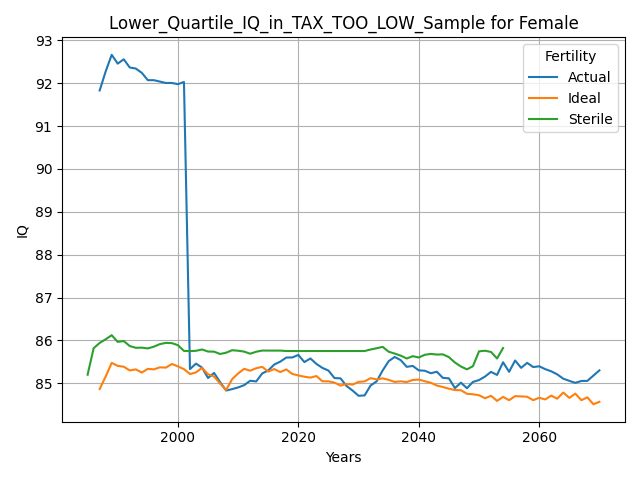 Lower_Quartile_IQ_in_TAX_TOO_LOW_Sample for Female
93
92
91
90
89
88
87
86
85
IQ
Fertility
Actual
Ideal
Sterile
2000
2020
2040
2060
Years